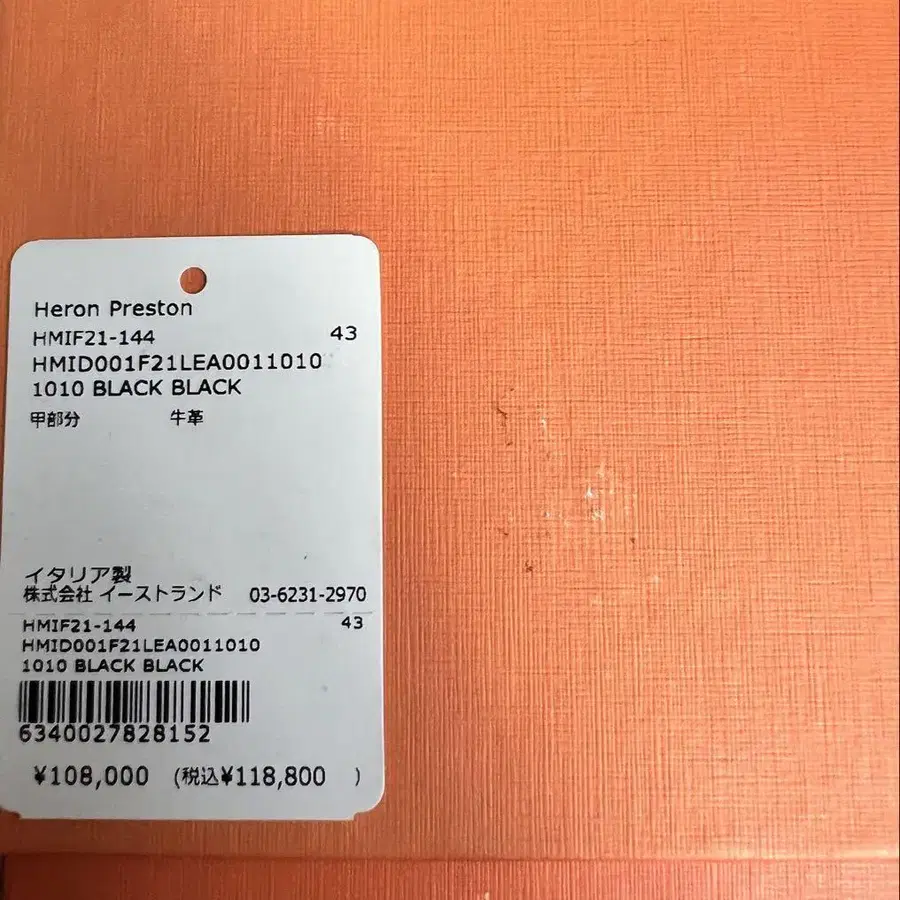 Heron Preston
HMIF21-144 43
HMID001F21LEA0011010
1010 BLACK BLACK
甲部分 牛革
イタリア製
株式会社 イーストランド 03-6231-2970
HMIF21-144 43
HMID001F21LEA0011010
1010 BLACK BLACK
6340027828152
¥108,000 (税込¥118,800 )